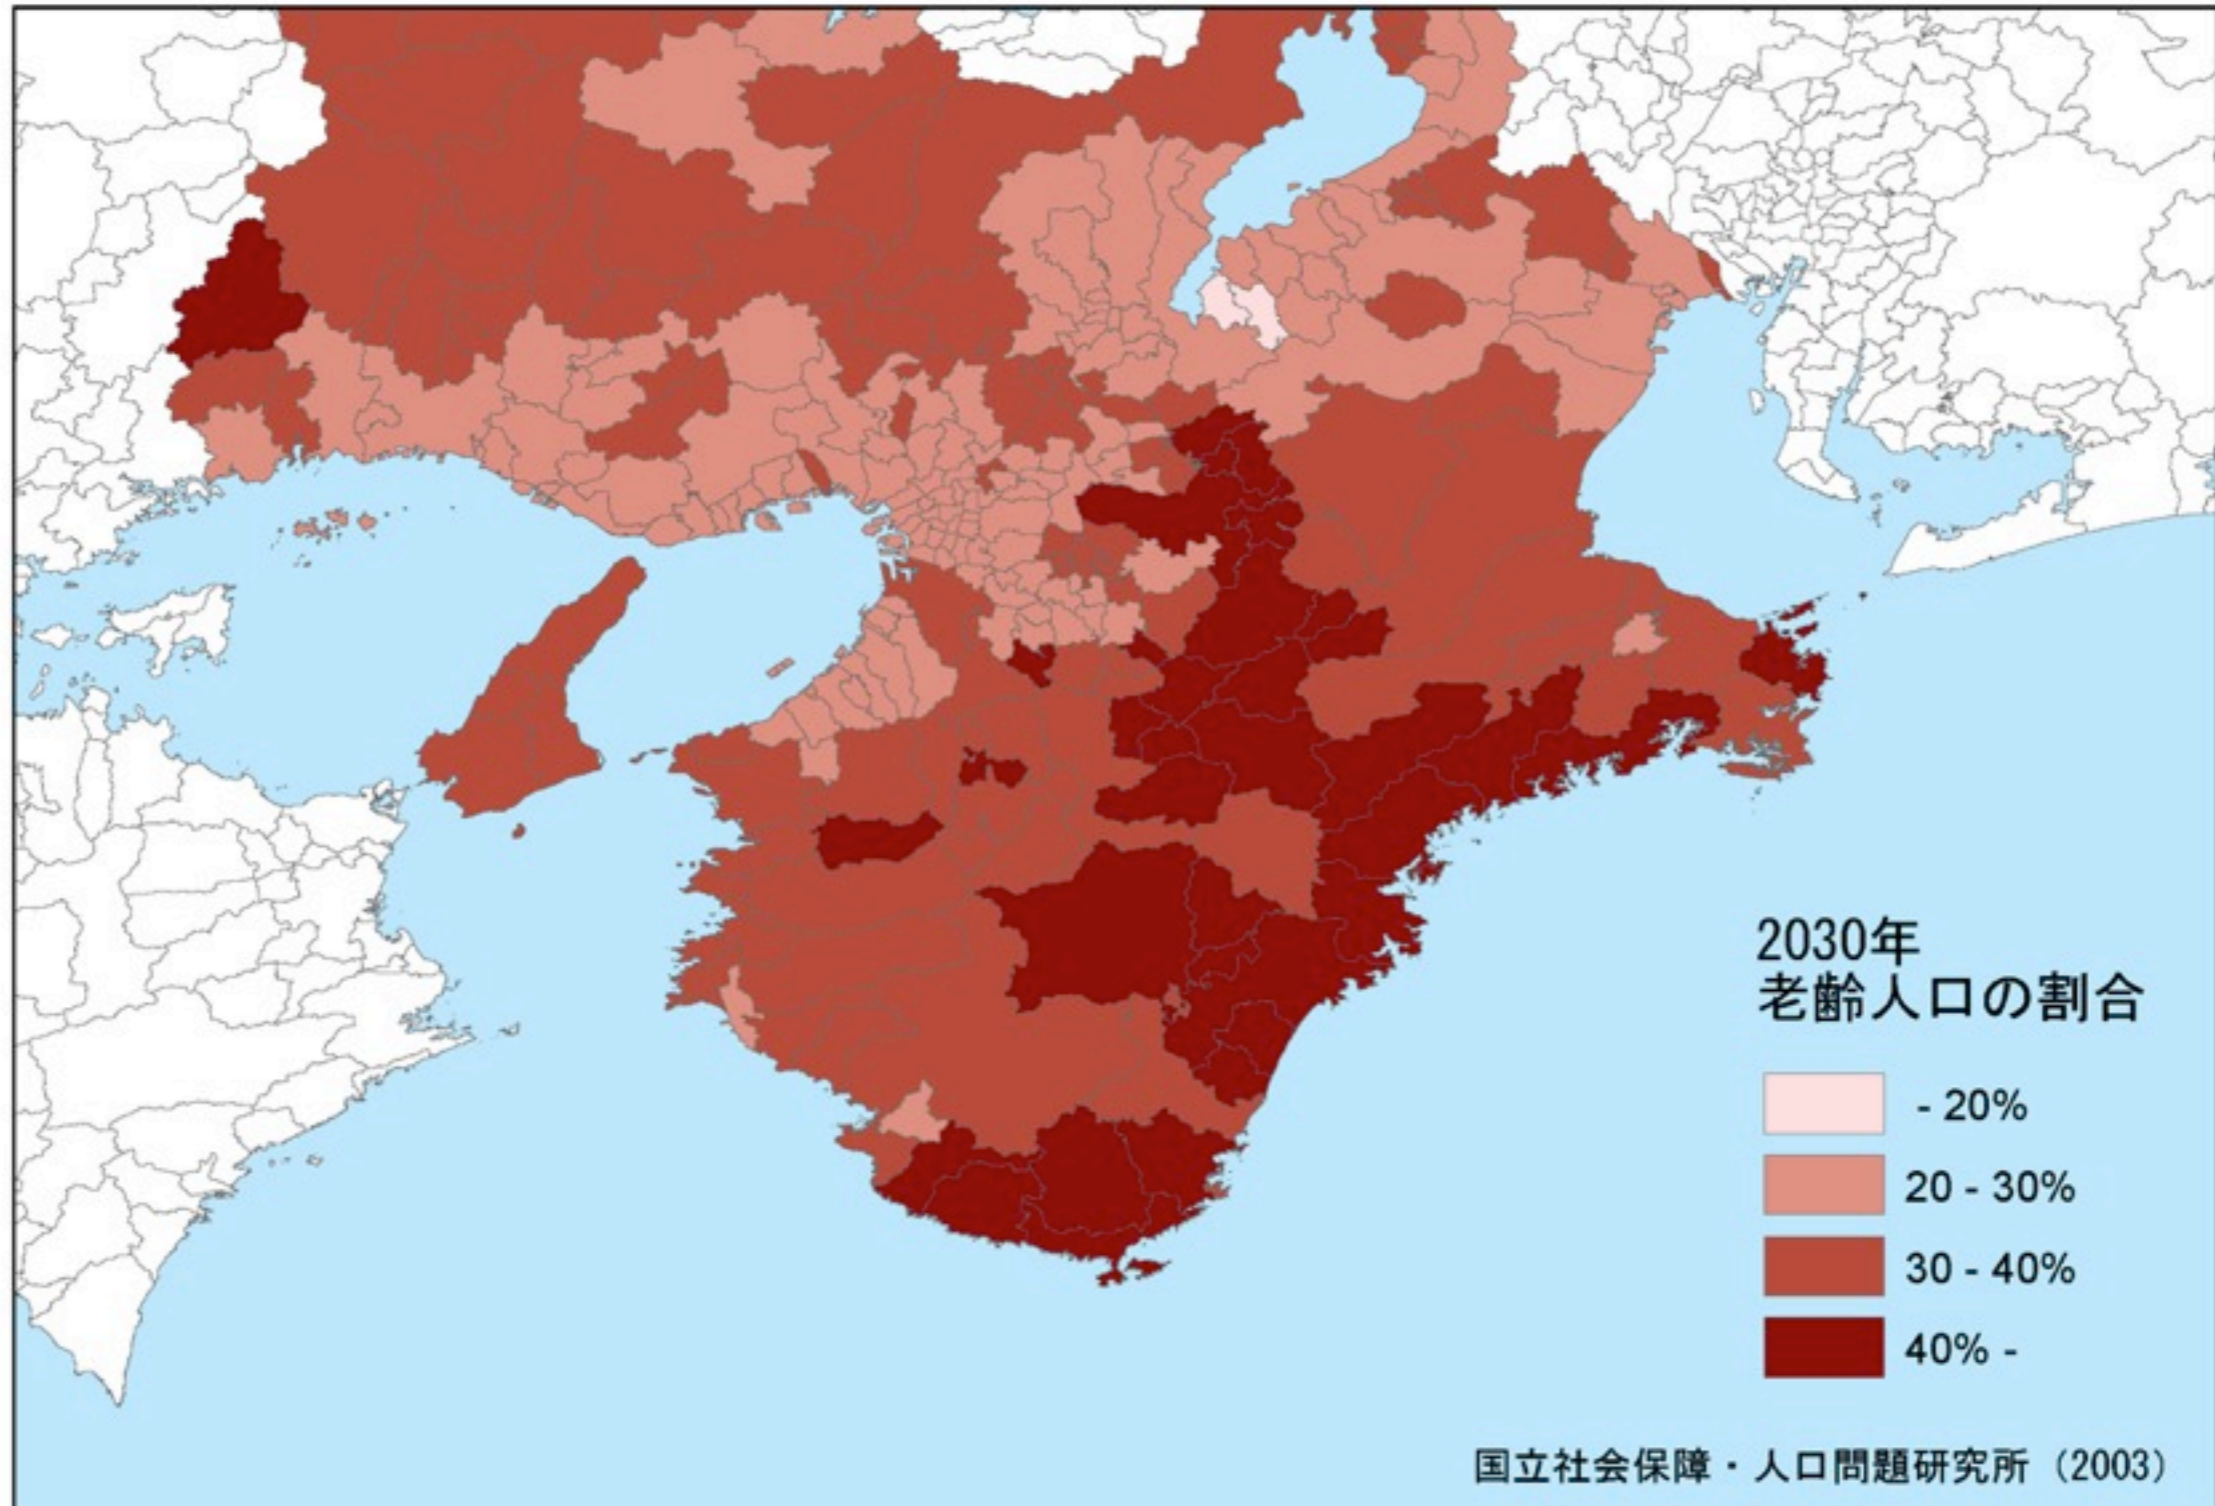 2030年
老齢人口の割合
- 20%
20 - 30%
30 - 40%
40% -
国立社会保障・人口問題研究所（2003）